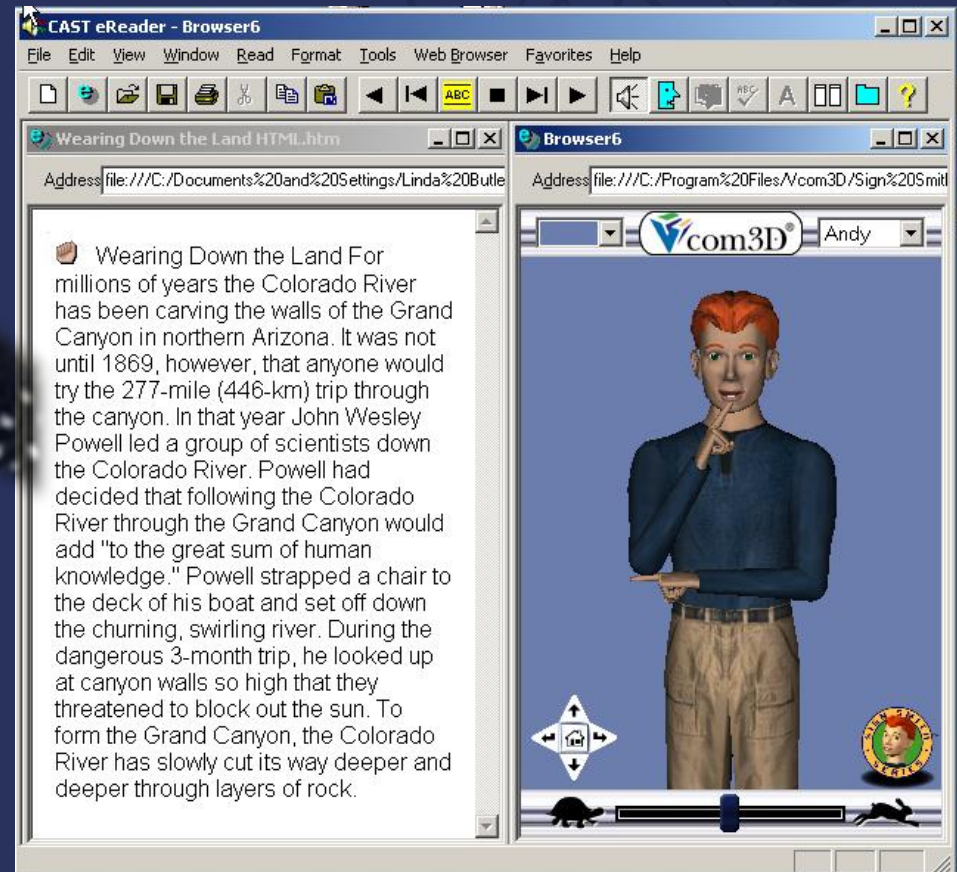 CAST eReader - Browser6
File Edit View Window Read Format Tools Web Browser Favorites Help
ABC
ABC
A
?
Wearing Down the Land HTML.htm
Address file:///C:/Documents%20and%20Settings/Linda%20Butle
Wearing Down the Land For
millions of years the Colorado River
has been carving the walls of the Grand
Canyon in northern Arizona. It was not
until 1869, however, that anyone would
try the 277-mile (446-km) trip through
the canyon. In that year John Wesley
Powell led a group of scientists down
the Colorado River. Powell had
decided that following the Colorado
River through the Grand Canyon would
add "to the great sum of human
knowledge." Powell strapped a chair to
the deck of his boat and set off down
the churning, swirling river. During the
dangerous 3-month trip, he looked up
at canyon walls so high that they
threatened to block out the sun. To
form the Grand Canyon, the Colorado
River has slowly cut its way deeper and
deeper through layers of rock.
Browser6
Address file:///C:/Program%20Files/Vcom3D/Sign%20Smitl
Vcom3D®
Andy
SIGN SMITH
SERIES